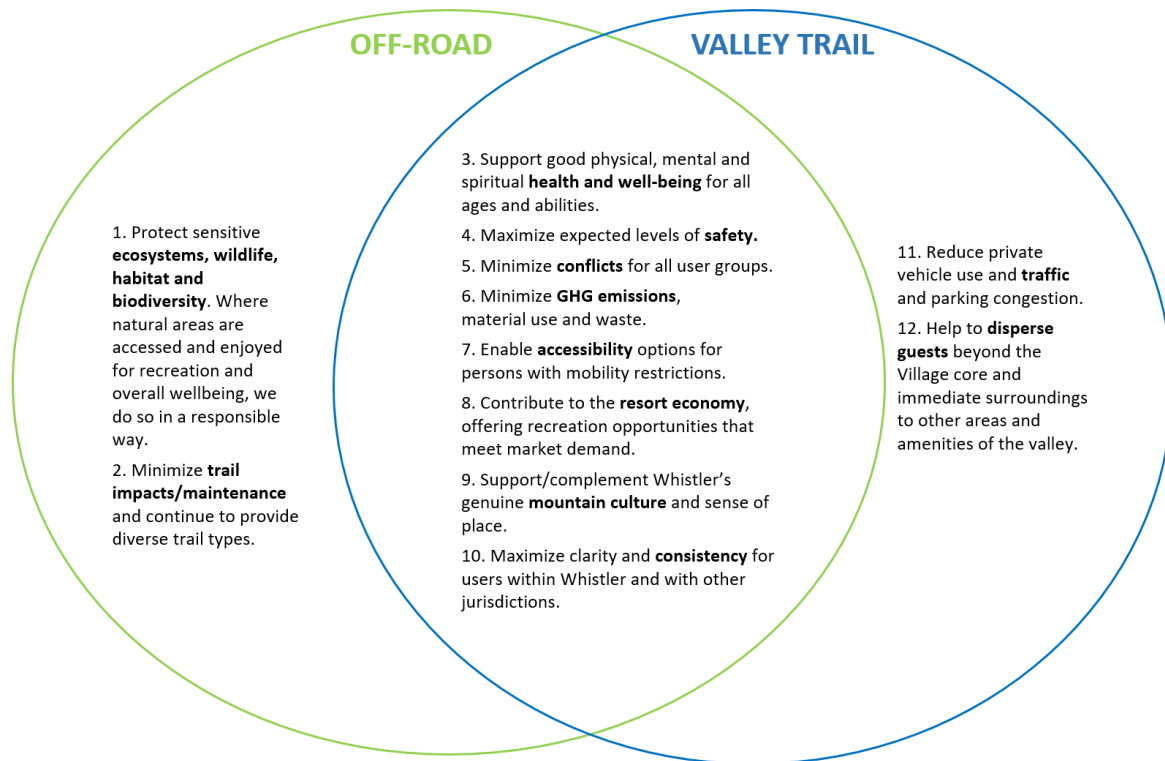 OFF-ROAD
VALLEY TRAIL
1. Protect sensitive
ecosystems, wildlife,
habitat and
biodiversity. Where
natural areas are
accessed and enjoyed
for recreation and
overall wellbeing, we
do so in a responsible
way.
2. Minimize trail
impacts/maintenance
and continue to provide
diverse trail types.
3. Support good physical, mental and
spiritual health and well-being for all
ages and abilities.
4. Maximize expected levels of safety.
5. Minimize conflicts for all user groups.
6. Minimize GHG emissions,
material use and waste.
7. Enable accessibility options for
persons with mobility restrictions.
8. Contribute to the resort economy,
offering recreation opportunities that
meet market demand.
9. Support/complement Whistler’s
genuine mountain culture and sense of
place.
10. Maximize clarity and consistency for
users within Whistler and with other
jurisdictions.
11. Reduce private
vehicle use and traffic
and parking congestion.
12. Help to disperse
guests beyond the
Village core and
immediate surroundings
to other areas and
amenities of the valley.